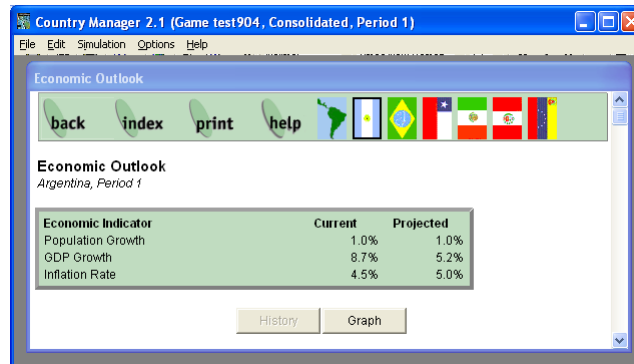 Country Manager 2.1 (Game test904, Consolidated, Period 1)
File Edit Simulation Options Help
Economic Outlook
back index print help
Economic Outlook
Argentina, Period 1
Economic Indicator Current Projected
Population Growth 1.0% 1.0%
GDP Growth 8.7% 5.2%
Inflation Rate 4.5% 5.0%
History Graph